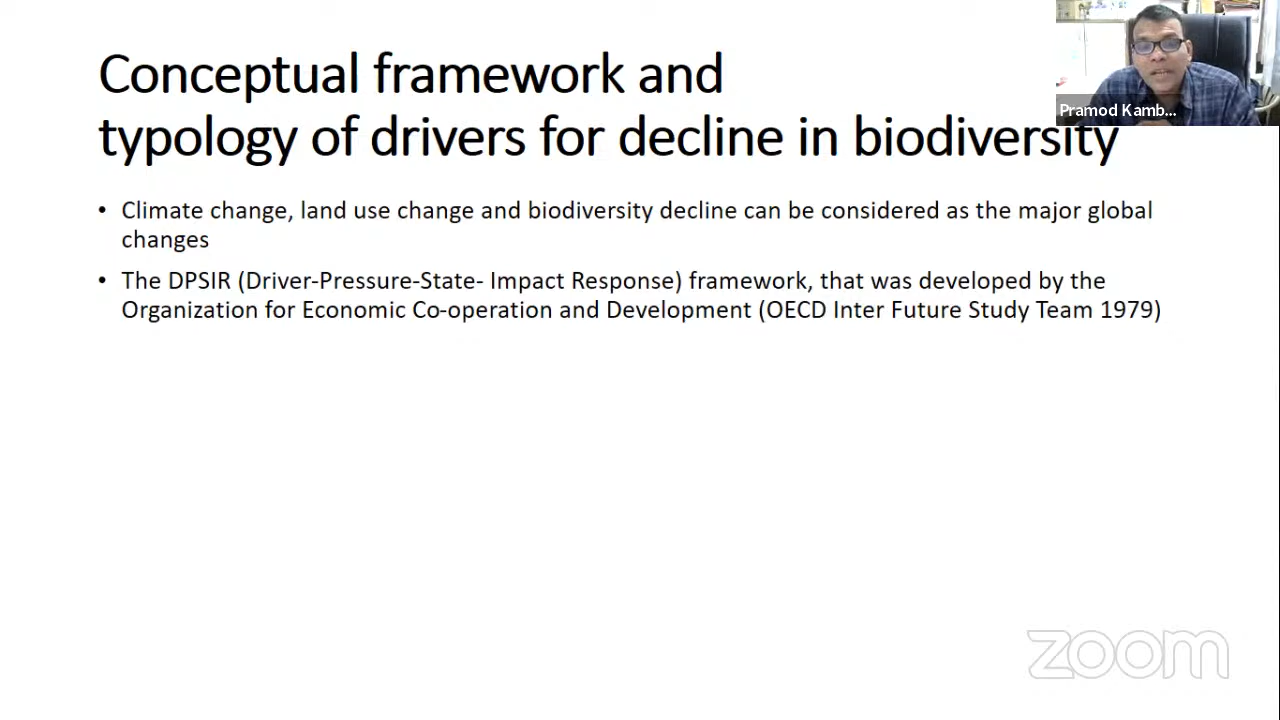 Conceptual framework and
typology of drivers for decline in biodiversity
• Climate change, land use change and biodiversity decline can be considered as the major global
changes
• The DPSIR (Driver-Pressure-State- Impact Response) framework, that was developed by the
Organization for Economic Co-operation and Development (OECD Inter Future Study Team 1979)
Pramod Kamb...
zoom